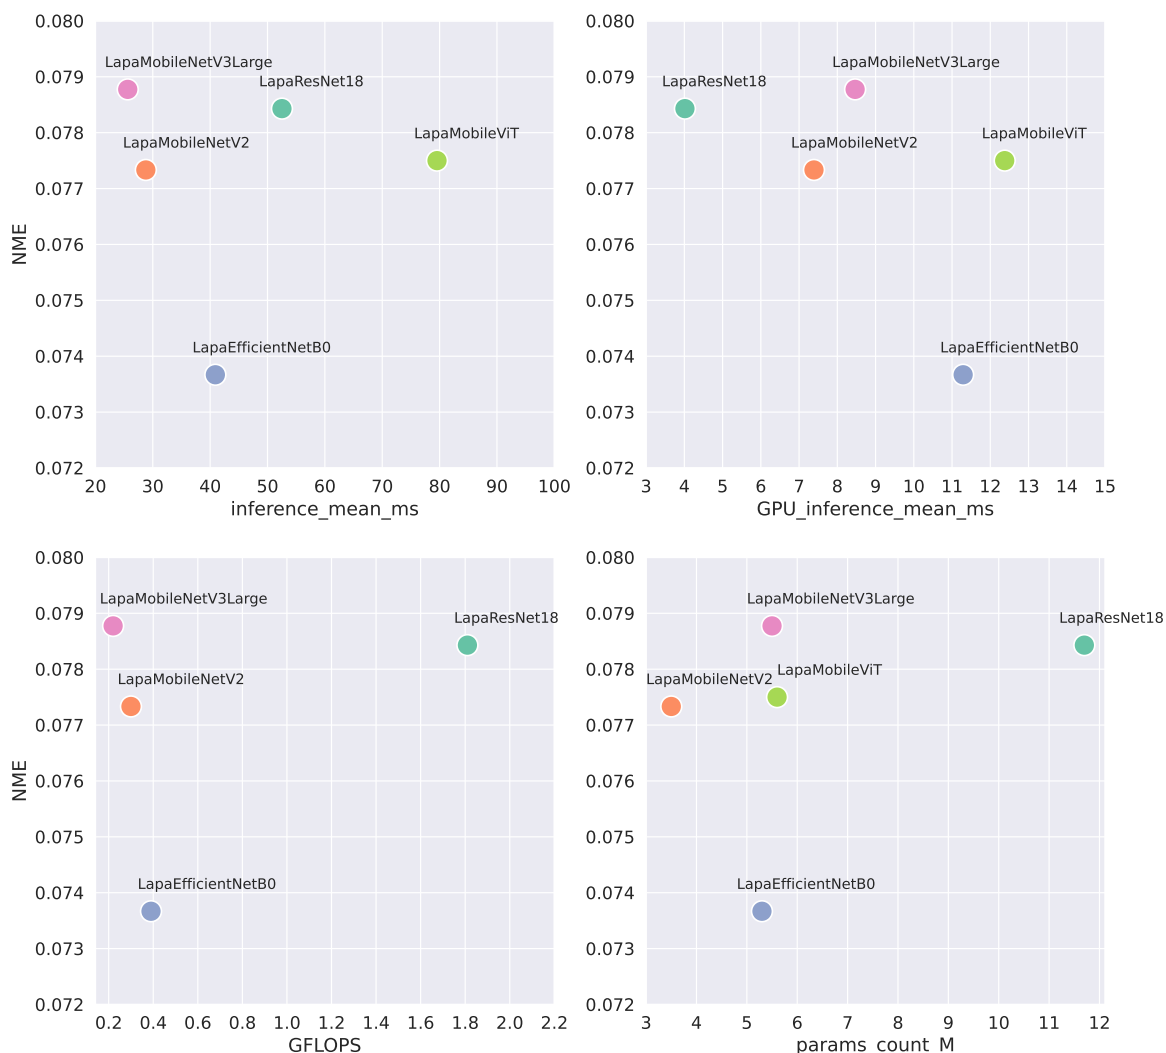 0.080
0.079
0.078
0.077
0.076
0.075
0.074
0.073
0.072
NME
LapaMobileNetV3Large
LapaResNet18
LapaMobileViT
LapaMobileNetV2
LapaEfficientNetB0
20 30 40 50 60 70 80 90 100
inference_mean_ms
0.080
0.079
0.078
0.077
0.076
0.075
0.074
0.073
0.072
LapaMobileNetV3Large
LapaResNet18
LapaMobileViT
LapaMobileNetV2
LapaEfficientNetB0
3 4 5 6 7 8 9 10 11 12 13 14 15
GPU_inference_mean_ms
0.080
0.079
0.078
0.077
0.076
0.075
0.074
0.073
0.072
NME
LapaMobileNetV3Large
LapaResNet18
LapaMobileNetV2
LapaEfficientNetB0
0.2 0.4 0.6 0.8 1.0 1.2 1.4 1.6 1.8 2.0 2.2
GFLOPS
0.080
0.079
0.078
0.077
0.076
0.075
0.074
0.073
0.072
LapaMobileNetV3Large
LapaResNet18
LapaMobileViT
LapaMobileNetV2
LapaEfficientNetB0
3 4 5 6 7 8 9 10 11 12
params_count_M